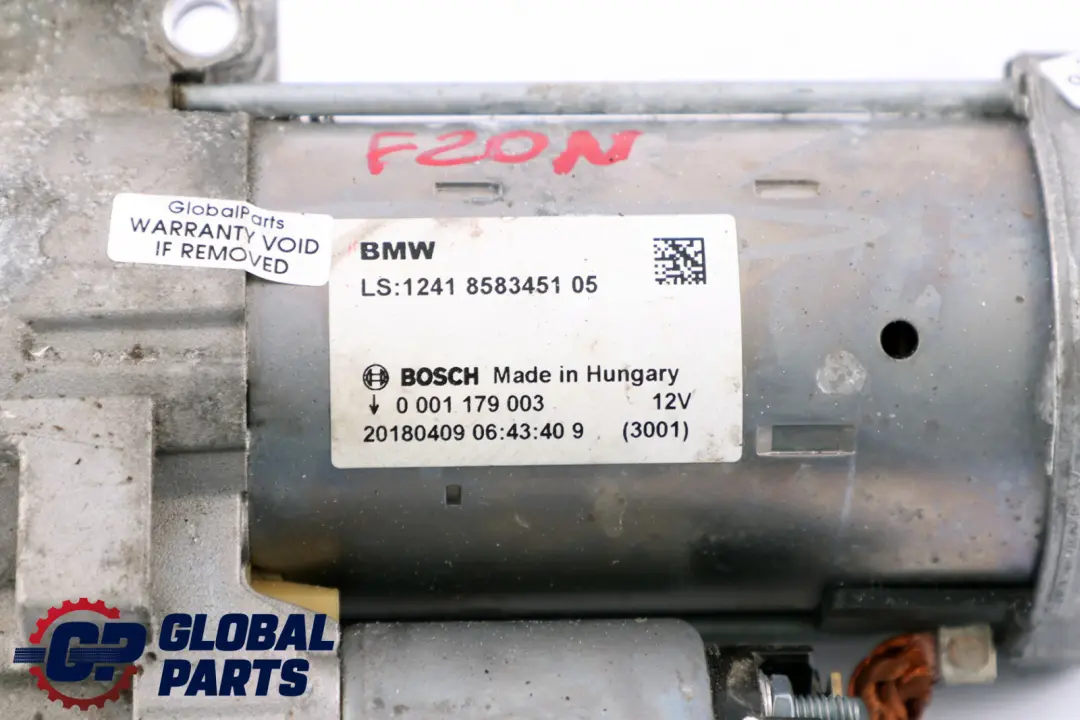 F20N
GlobalParts
WARRANTY VOID
IF REMOVED
BMW
LS:1241 8583451 05
BOSCH Made in Hungary
↓ 0 001 179 003 12V
20180409 06:43:40 9 (3001)
GP GLOBAL
PARTS